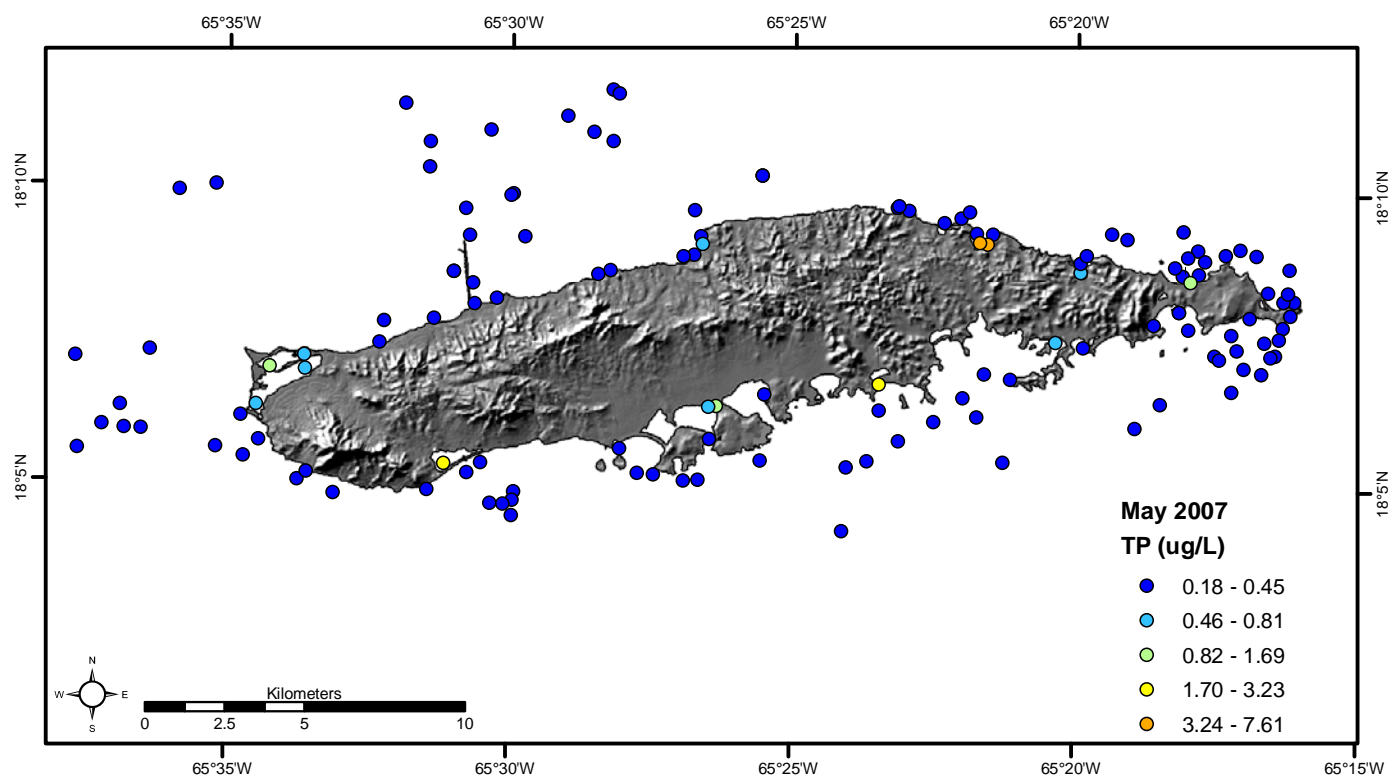 65°35'W 65°30'W 65°25'W 65°20'W
18°10'N
18°10'N
18°5'N
18°5'N
May 2007
TP (ug/L)
0.18 - 0.45
0.46 - 0.81
0.82 - 1.69
1.70 - 3.23
3.24 - 7.61
N
W E
S
Kilometers
0 2.5 5 10
65°35'W 65°30'W 65°25'W 65°20'W 65°15'W